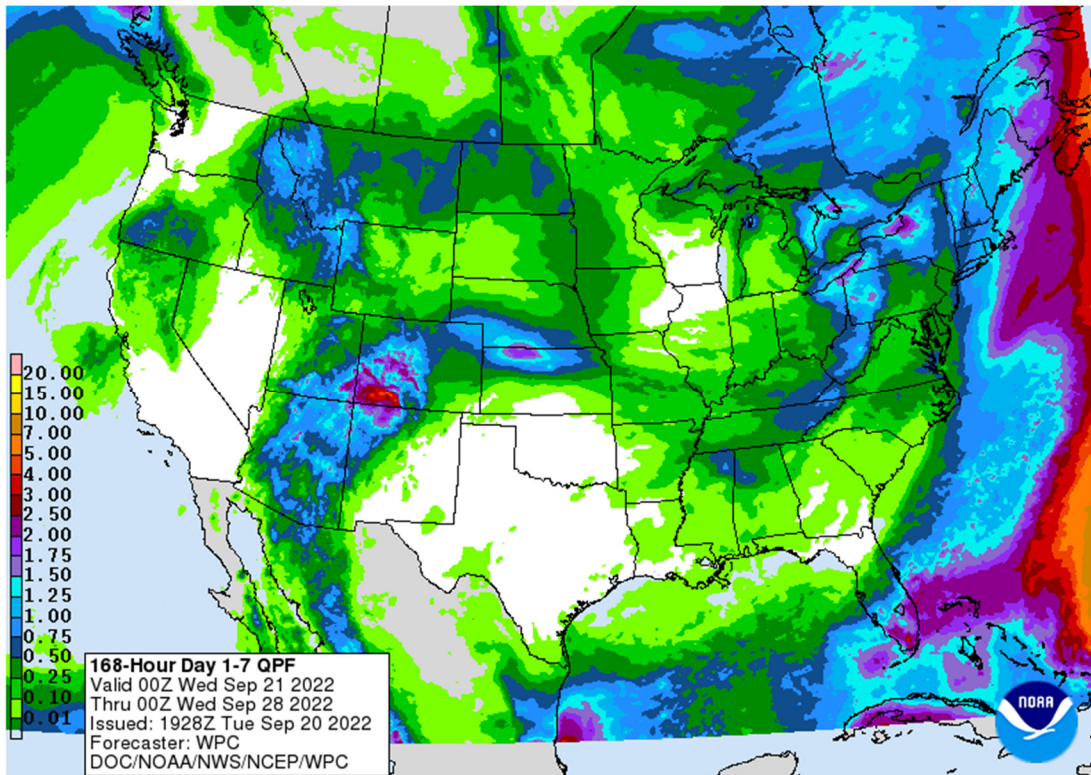 20.00
15.00
10.00
7.00
5.00
4.00
3.00
2.50
2.00
1.75
1.50
1.25
1.00
0.75
0.50
0.25
0.10
0.01
168-Hour Day 1-7 QPF
Valid 00Z Wed Sep 21 2022
Thru 00Z Wed Sep 28 2022
Issued: 1928Z Tue Sep 20 2022
Forecaster: WPC
DOC/NOAA/NWS/NCEP/WPC
NOAA